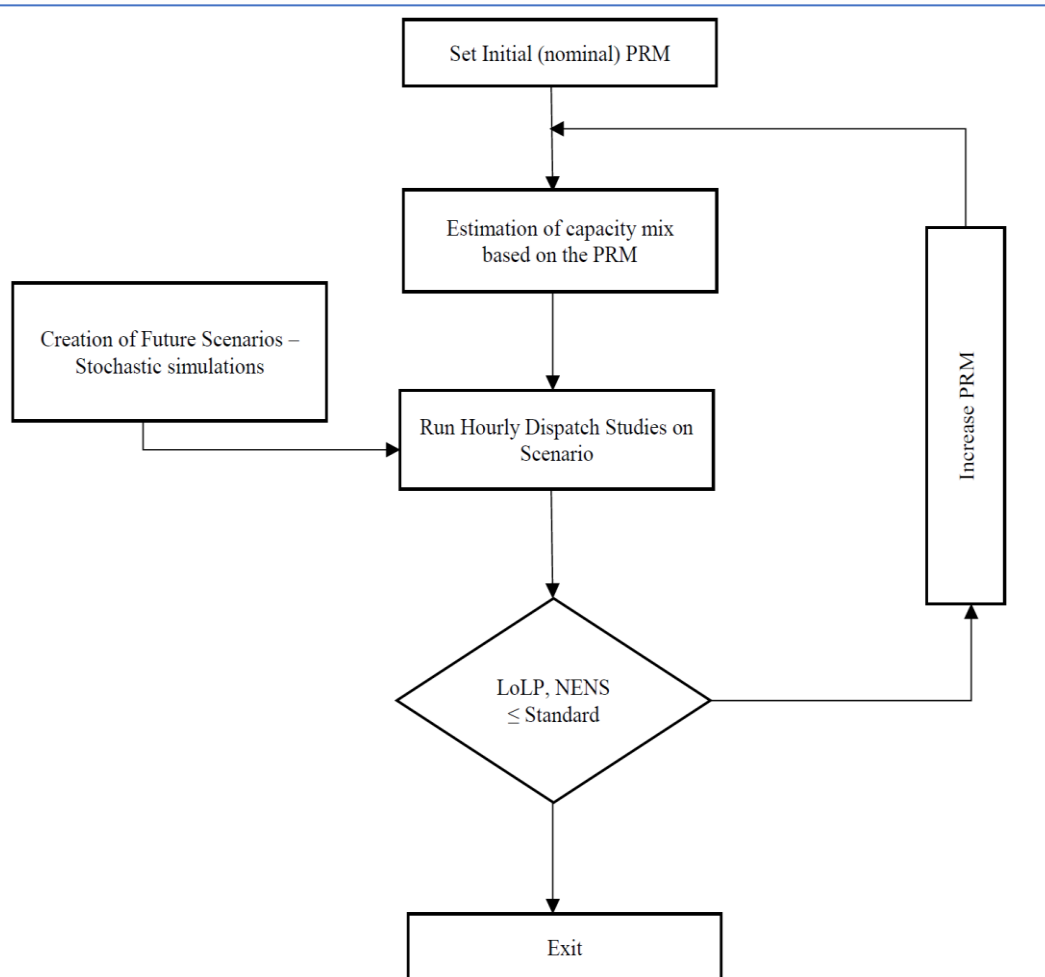 Set Initial (nominal) PRM
Estimation of capacity mix
based on the PRM
Creation of Future Scenarios –
Stochastic simulations
Run Hourly Dispatch Studies on
Scenario
Increase PRM
LoLP, NENS
≤ Standard
Exit